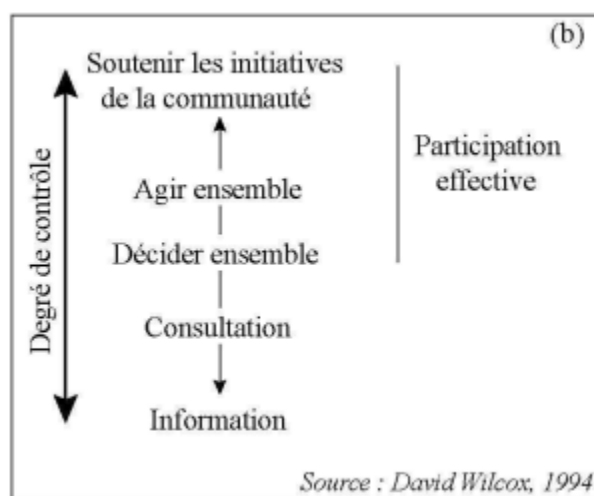 (b)
Soutenir les initiatives
de la communauté
Degré de contrôle
Participation
effective
Agir ensemble
Décider ensemble
Consultation
Information
Source : David Wilcox, 1994